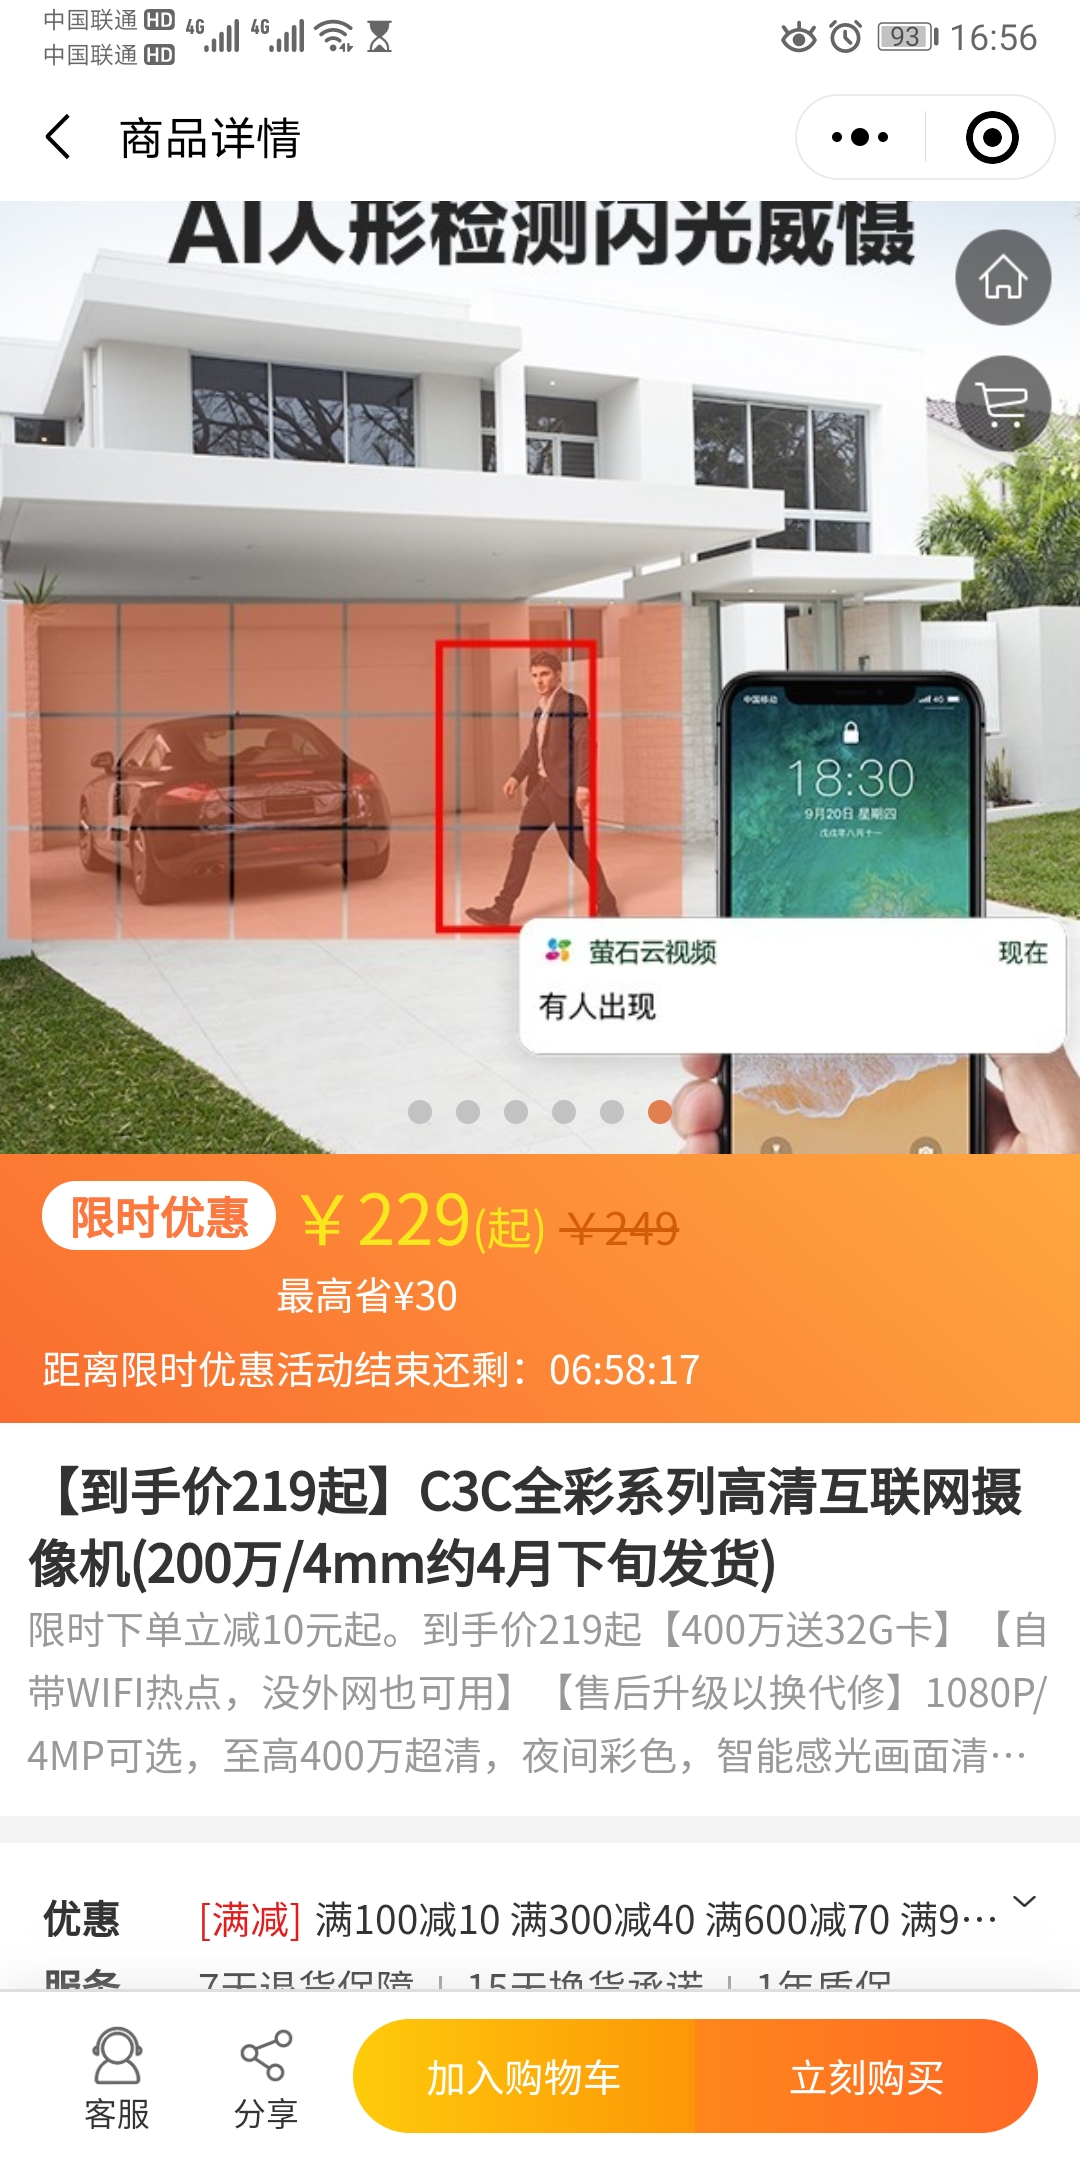 中国联通 HD 4G 4G
中国联通 HD
93 16:56
商品详情
AI人形检测闪光威慑
中国移动 4G
18:30
9月20日 星期四
戊戌年八月十一
萤石云视频 现在
有人出现
限时优惠 ￥229(起) ￥249
最高省¥30
距离限时优惠活动结束还剩：06:58:17
【到手价219起】C3C全彩系列高清互联网摄
像机(200万/4mm约4月下旬发货)
限时下单立减10元起。到手价219起【400万送32G卡】【自
带WIFI热点，没外网也可用】【售后升级以换代修】1080P/
4MP可选，至高400万超清，夜间彩色，智能感光画面清…
优惠 [满减] 满100减10 满300减40 满600减70 满9…
服务 7天退货保障 | 15天换货承诺 | 1年质保
客服 分享 加入购物车 立刻购买